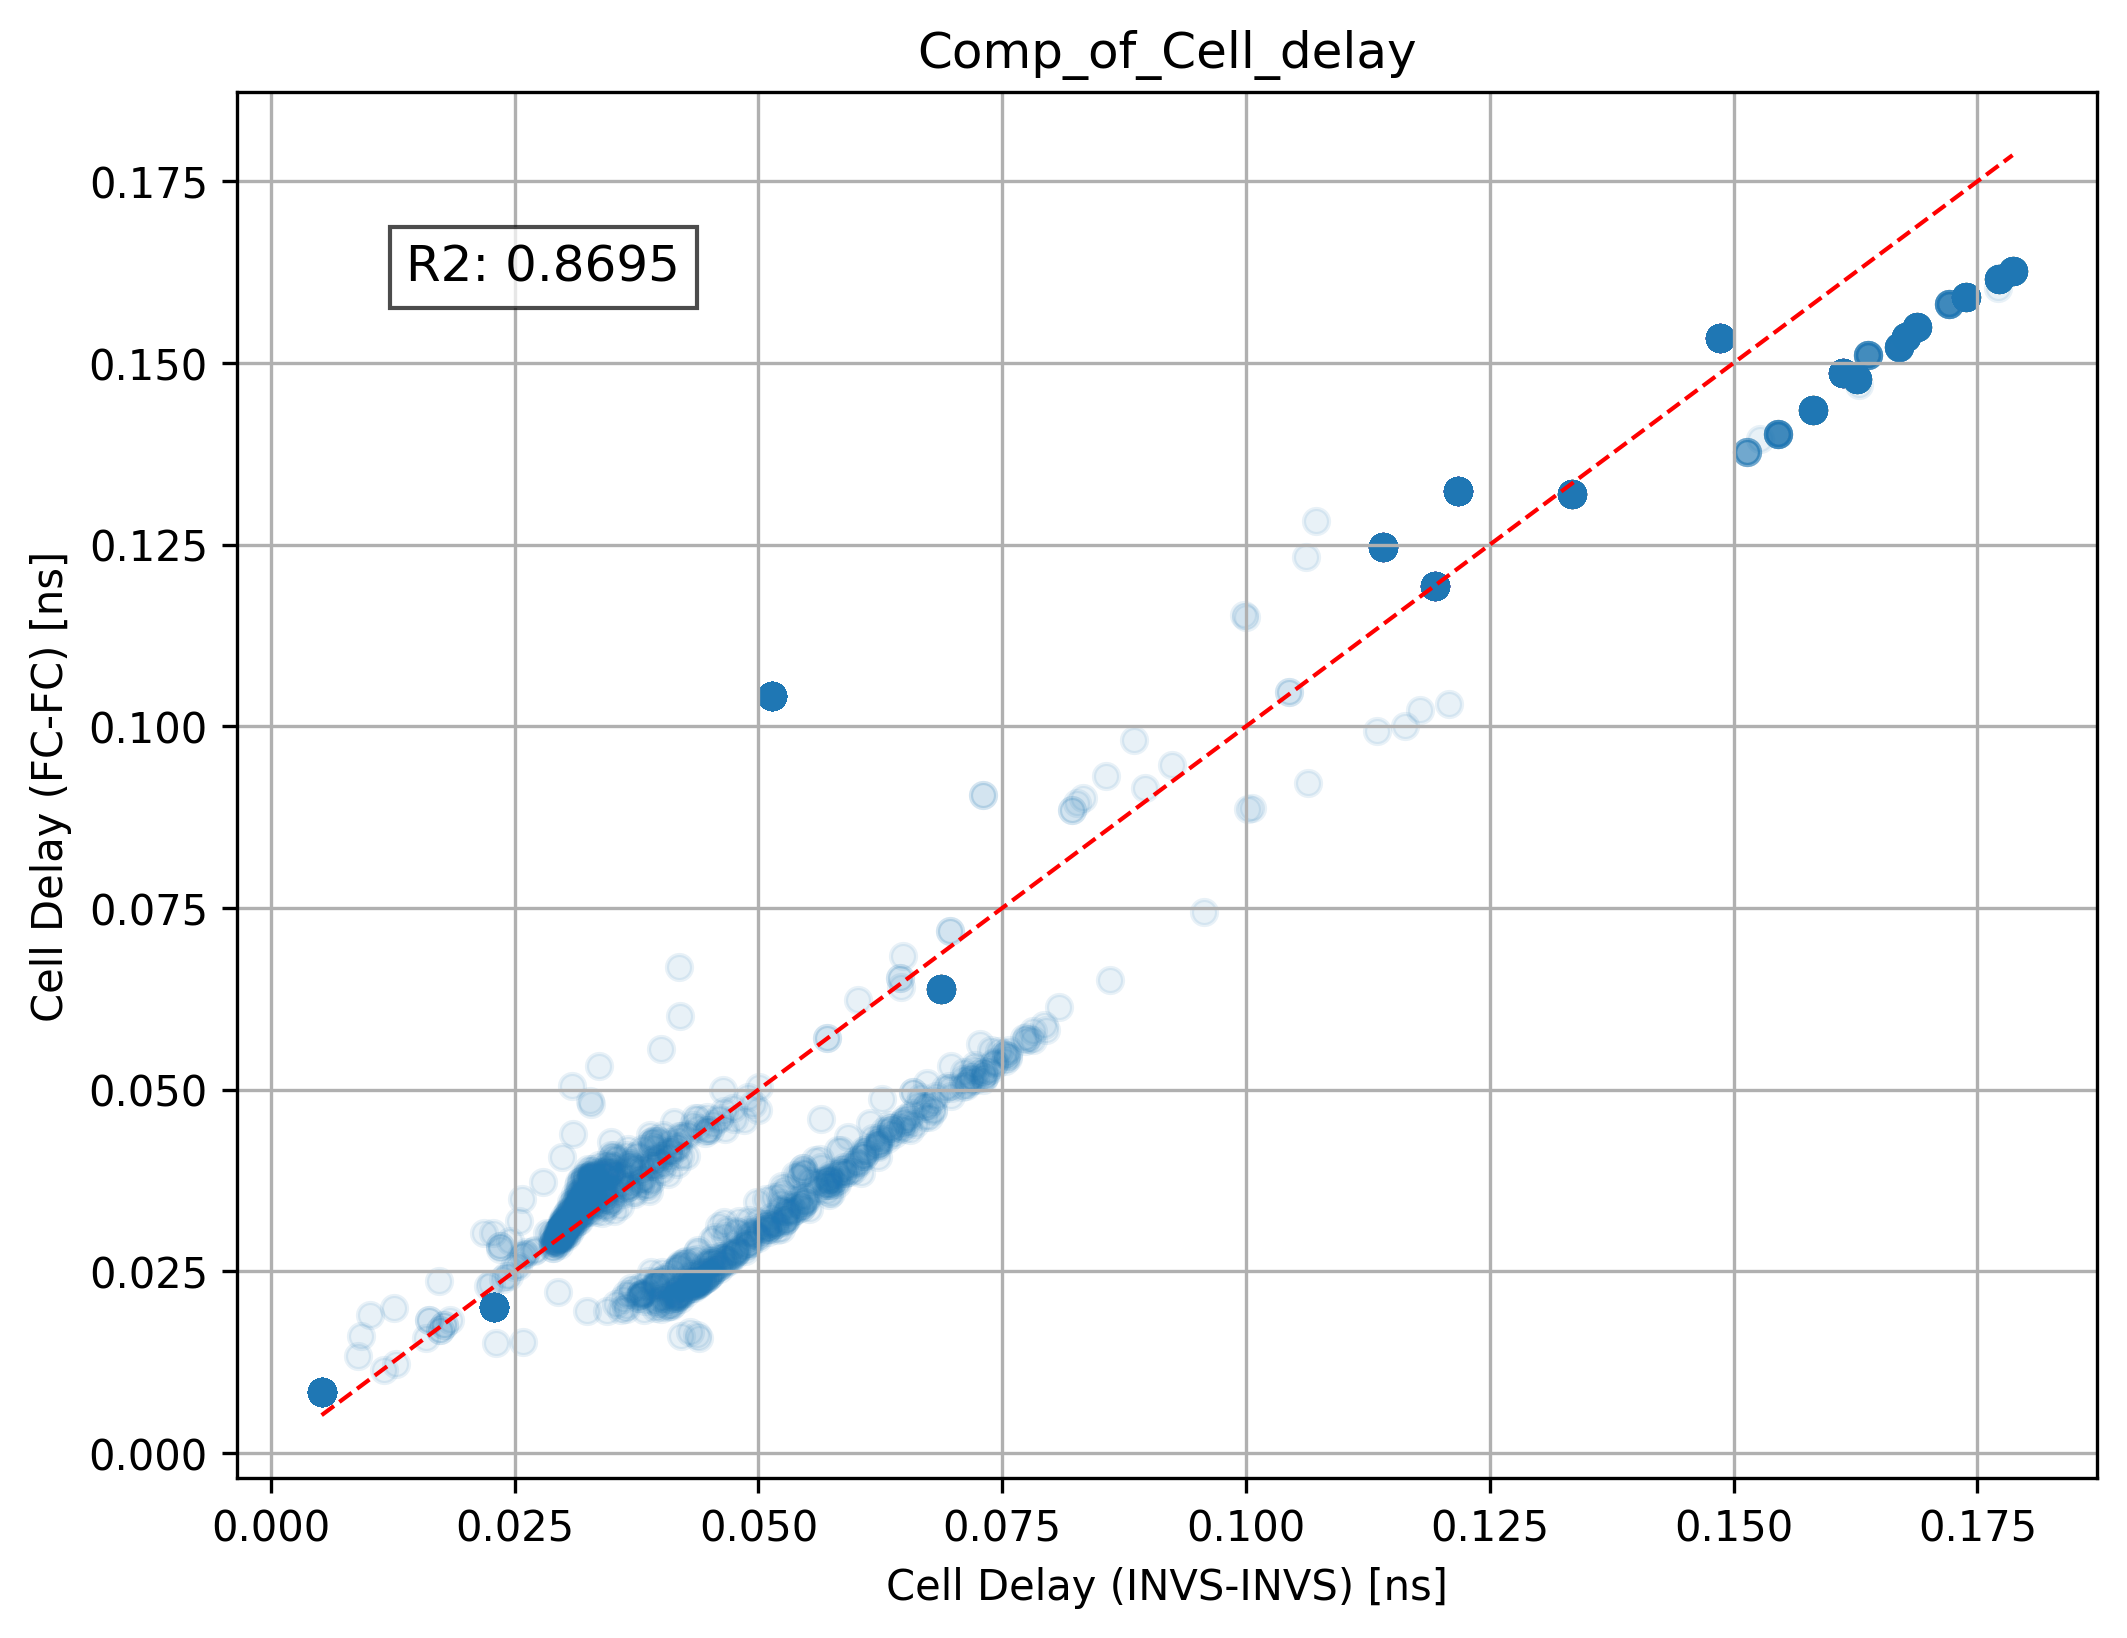 Comp_of_Cell_delay
R2: 0.8695
Cell Delay (FC-FC) [ns]
0.175
0.150
0.125
0.100
0.075
0.050
0.025
0.000
0.000 0.025 0.050 0.075 0.100 0.125 0.150 0.175
Cell Delay (INVS-INVS) [ns]